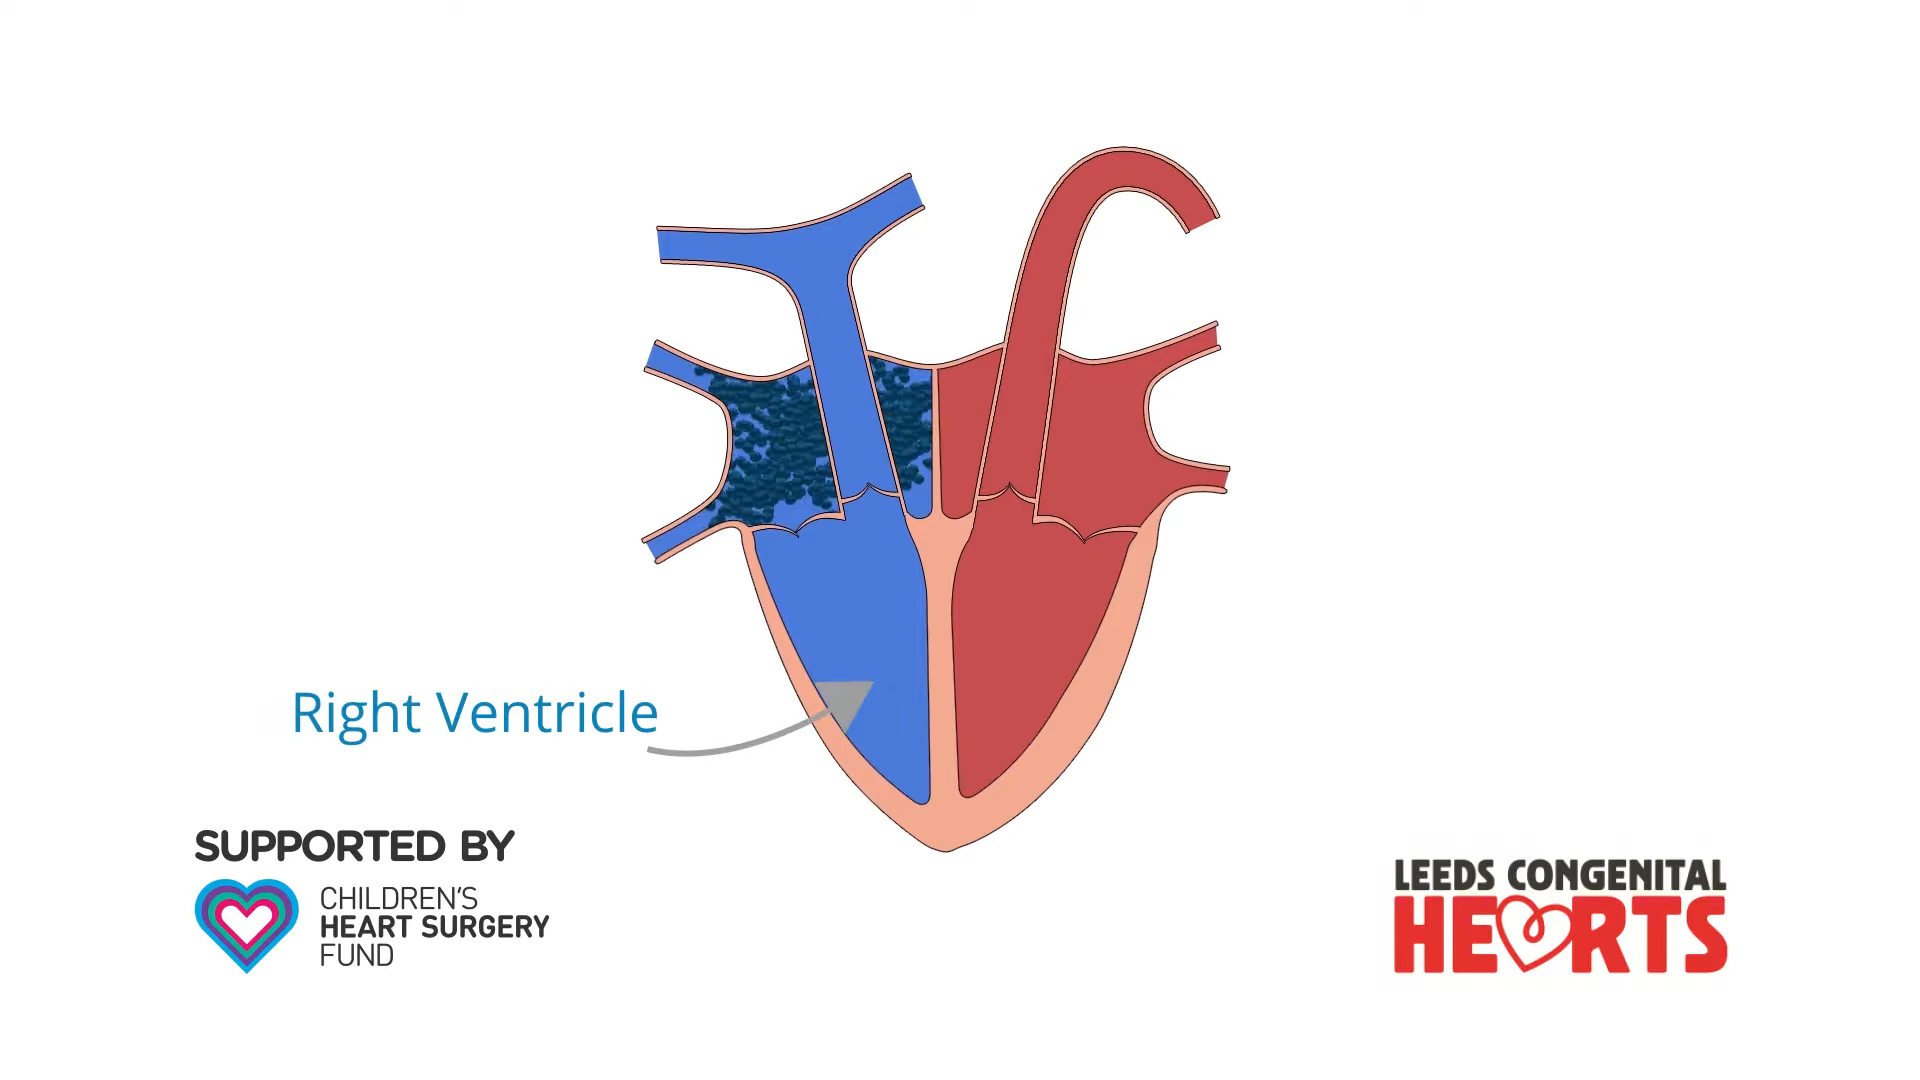 Right Ventricle
SUPPORTED BY
CHILDREN'S
HEART SURGERY
FUND
LEEDS CONGENITAL
HEARTS